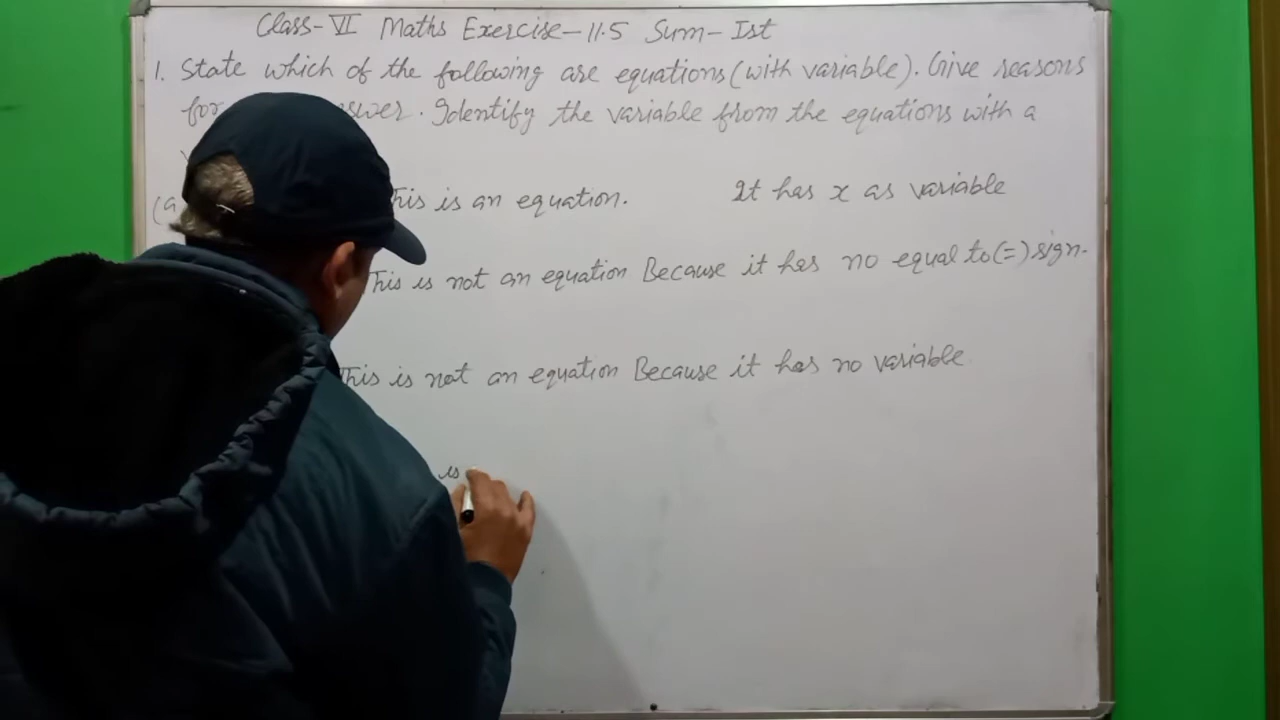 Class-VI Maths Exercise-11.5 Sum-Ist
1. State which of the following are equations (with variable). Give reasons
for . Identify the variable from the equations with a
(a This is an equation. It has x as variable
This is not an equation Because it has no equal to (=) sign.
This is not an equation Because it has no variable
is